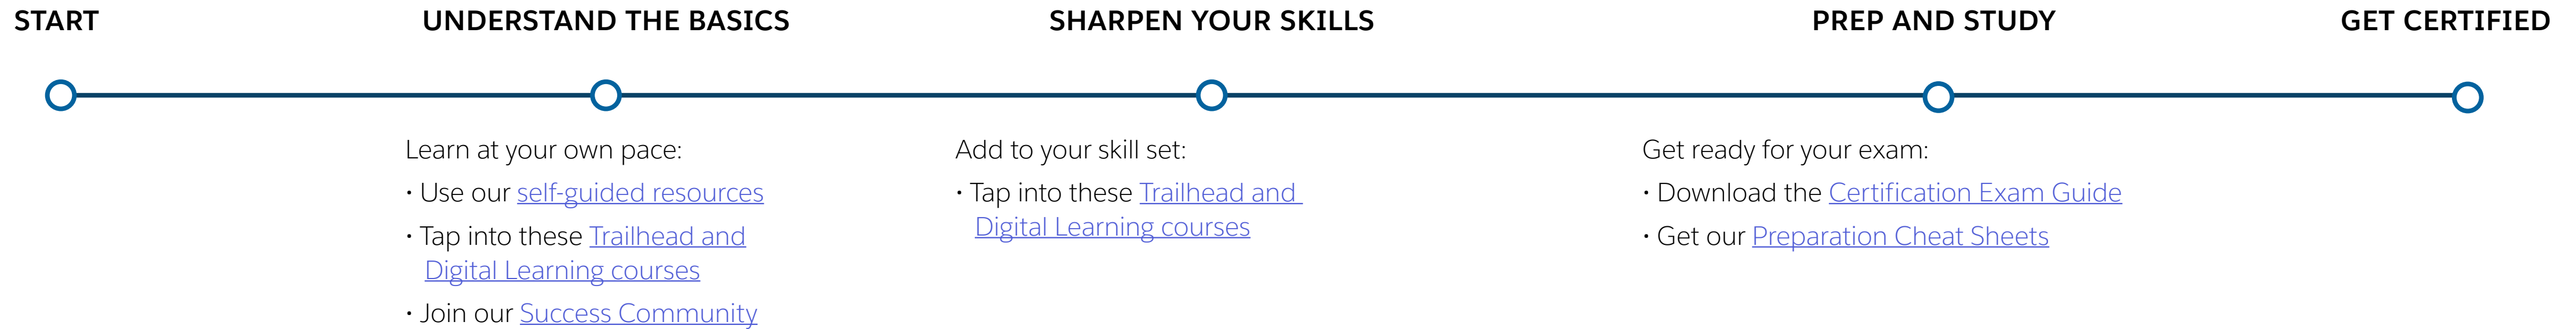 START
UNDERSTAND THE BASICS
SHARPEN YOUR SKILLS
PREP AND STUDY
GET CERTIFIED
Learn at your own pace:
· Use our self-guided resources
· Tap into these Trailhead and
Digital Learning courses
· Join our Success Community
Add to your skill set:
· Tap into these Trailhead and
Digital Learning courses
Get ready for your exam:
· Download the Certification Exam Guide
· Get our Preparation Cheat Sheets